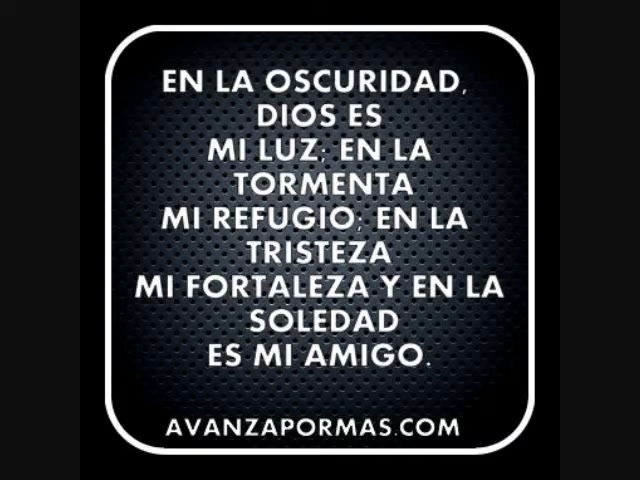 EN LA OSCURIDAD,
DIOS ES
MI LUZ; EN LA
TORMENTA
MI REFUGIO; EN LA
TRISTEZA
MI FORTALEZA Y EN LA
SOLEDAD
ES MI AMIGO.
AVANZAPORMAS.COM